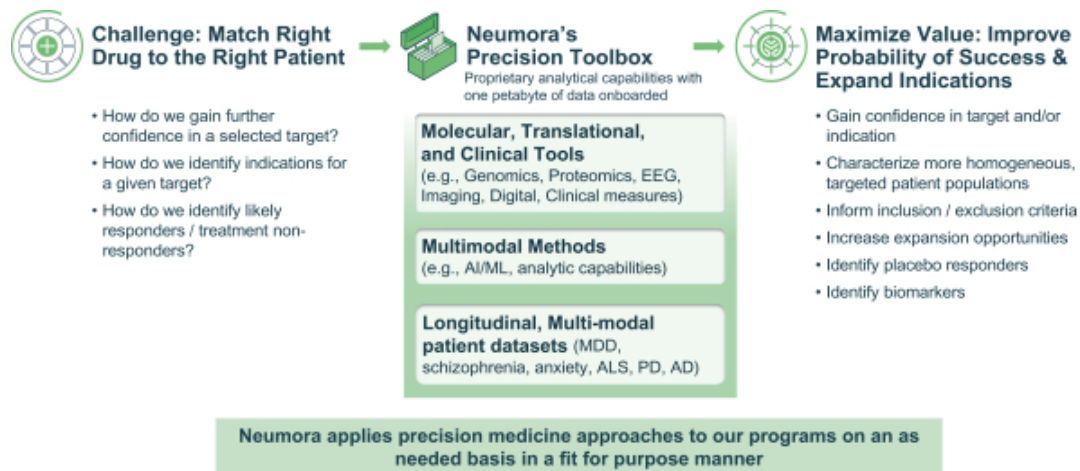 Challenge: Match Right
Drug to the Right Patient
• How do we gain further
confidence in a selected target?
• How do we identify indications for
a given target?
• How do we identify likely
responders / treatment non-
responders?
Neumora's
Precision Toolbox
Proprietary analytical capabilities with
one petabyte of data onboarded
Molecular, Translational,
and Clinical Tools
(e.g., Genomics, Proteomics, EEG,
Imaging, Digital, Clinical measures)
Multimodal Methods
(e.g., AI/ML, analytic capabilities)
Longitudinal, Multi-modal
patient datasets (MDD,
schizophrenia, anxiety, ALS, PD, AD)
Maximize Value: Improve
Probability of Success &
Expand Indications
• Gain confidence in target and/or
indication
• Characterize more homogeneous,
targeted patient populations
• Inform inclusion / exclusion criteria
• Increase expansion opportunities
• Identify placebo responders
• Identify biomarkers
Neumora applies precision medicine approaches to our programs on an as
needed basis in a fit for purpose manner